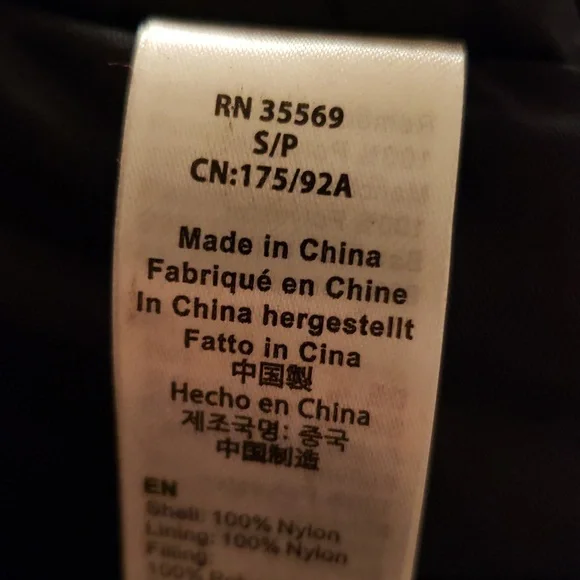 RN 35569
S/P
CN:175/92A
Made in China
Fabriqué en Chine
In China hergestellt
Fatto in Cina
中国製
Hecho en China
제조국명: 중국
中国制造
EN
Shell: 100% Nylon
Lining: 100% Nylon
Filling:
100%